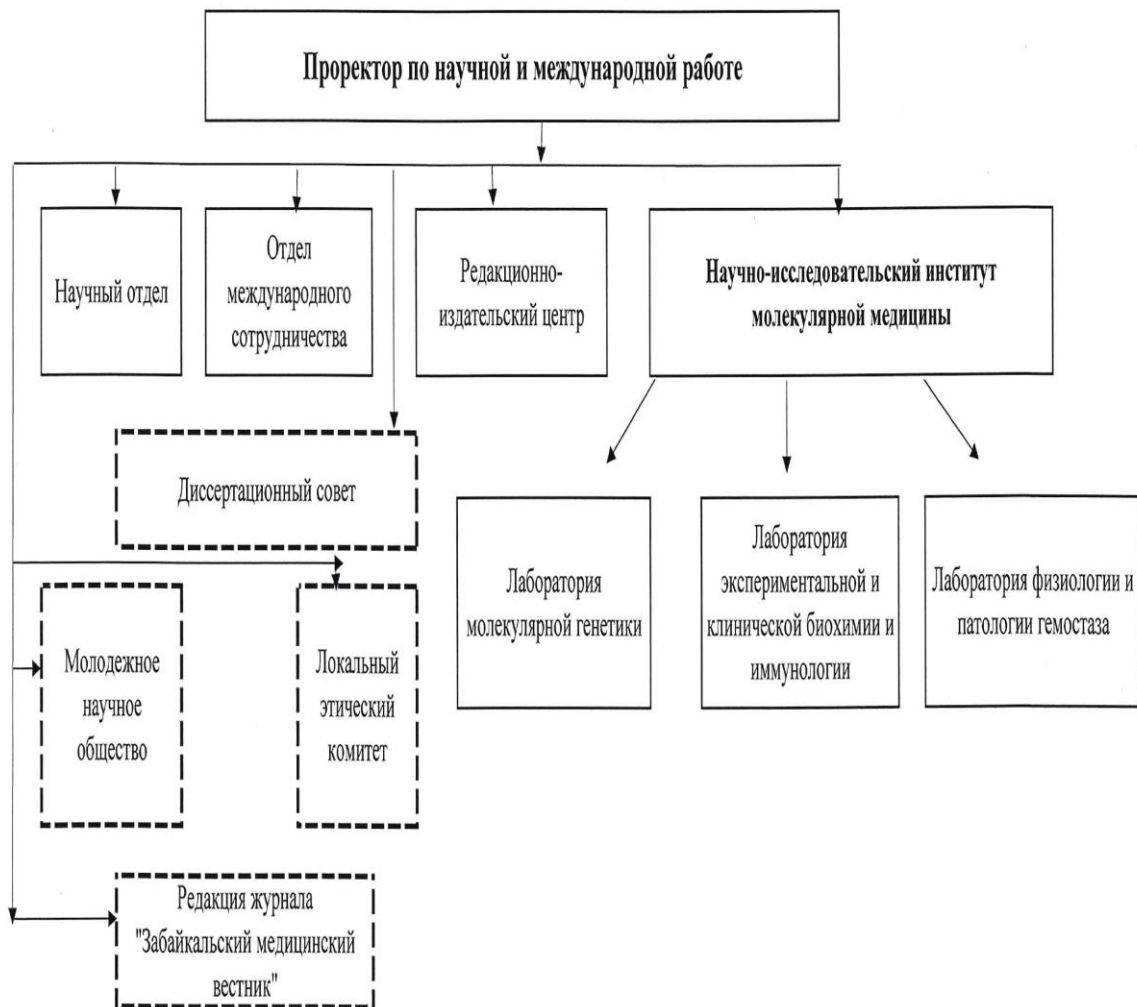 Проректор по научной и международной работе
Научный отдел
Отдел
международного
сотрудничества
Редакционно-
издательский центр
Научно-исследовательский институт
молекулярной медицины
Диссертационный совет
Лаборатория
молекулярной генетики
Лаборатория
экспериментальной и
клинической биохимии и
иммунологии
Лаборатория физиологии и
патологии гемостаза
Молодежное
научное
общество
Локальный
этический
комитет
Редакция журнала
"Забайкальский медицинский
вестник"